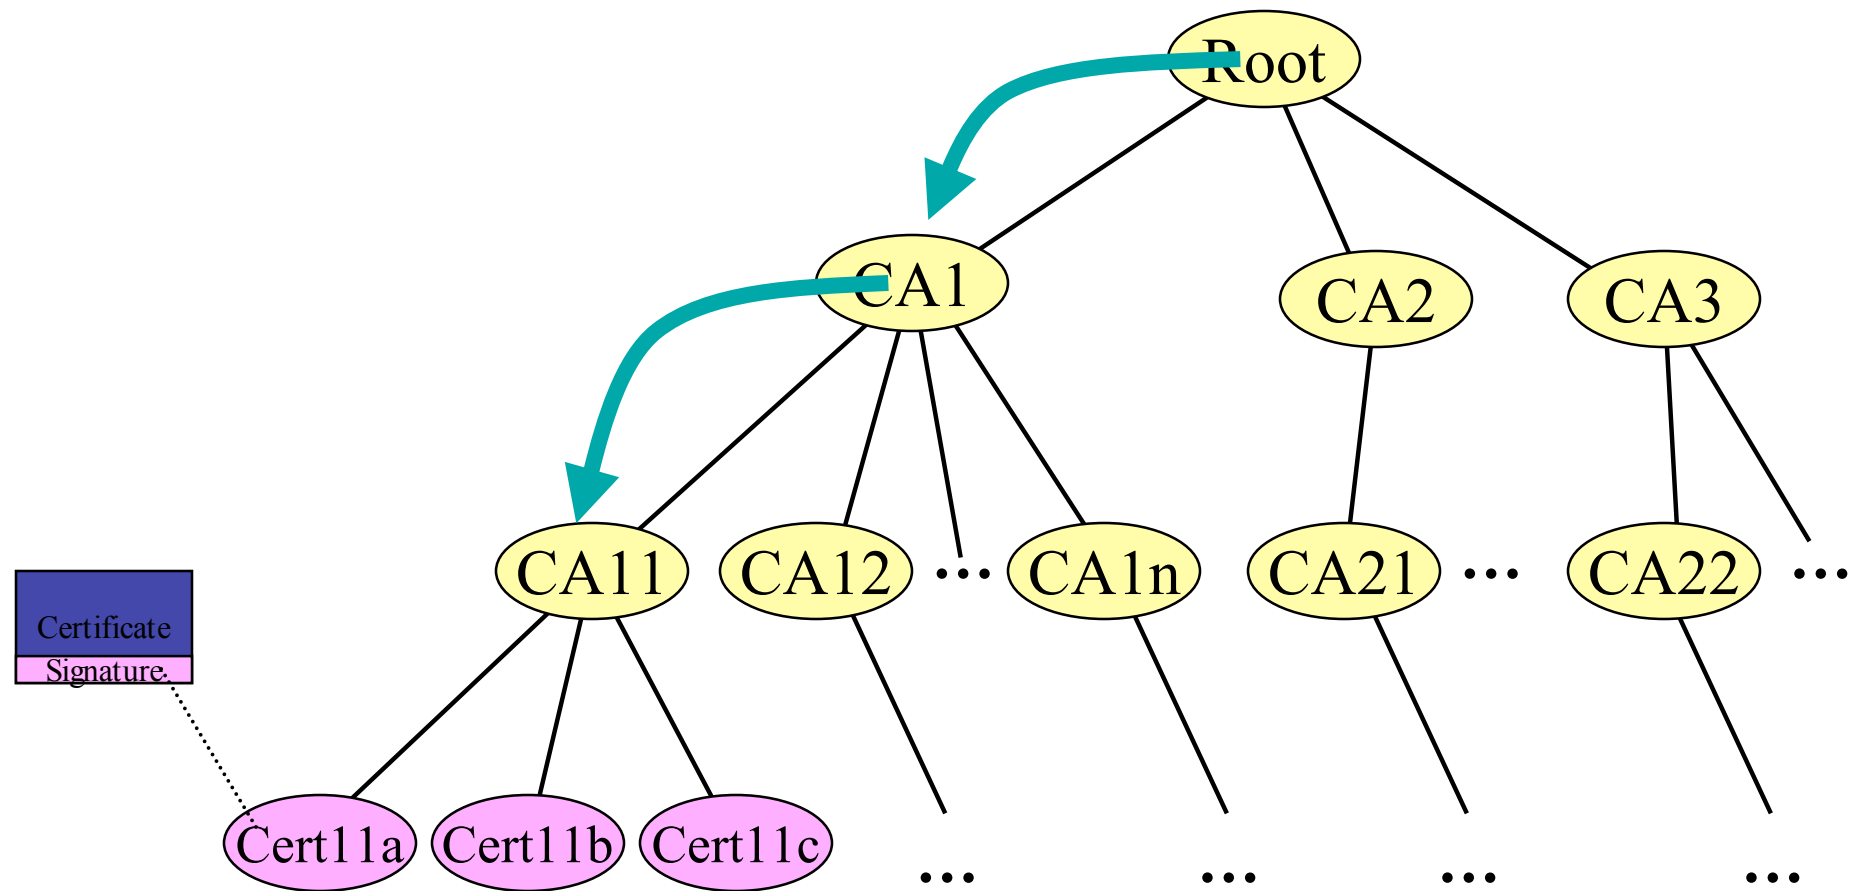 Root
CA1
CA2
CA3
CA11
CA12
...
CA1n
CA21
...
CA22
...
Certificate
Signature
Cert11a
Cert11b
Cert11c
...
...
...
...